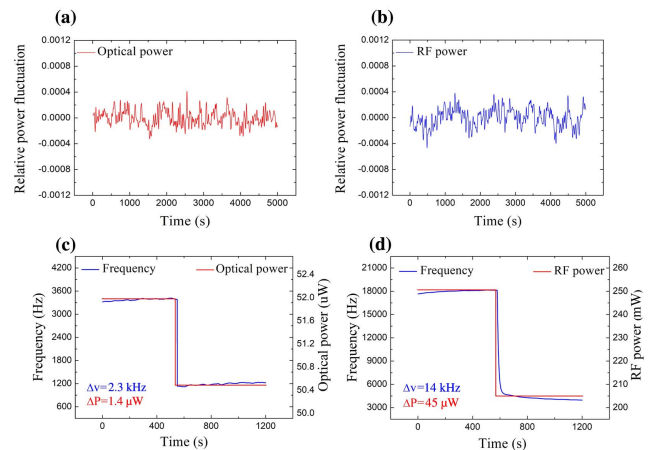 (a)
Optical power
Relative power fluctuation
0.0012
0.0008
0.0004
0.0000
-0.0004
-0.0008
-0.0012
0 1000 2000 3000 4000 5000
Time (s)
(b)
RF power
Relative power fluctuation
0.0012
0.0008
0.0004
0.0000
-0.0004
-0.0008
-0.0012
0 1000 2000 3000 4000 5000
Time (s)
(c)
Frequency Optical power
Frequency (Hz)
4200
3600
3000
2400
1800
1200
600
Optical power (uW)
52.4
52.0
51.6
51.2
50.8
50.4
50.0
Δv=2.3 kHz
ΔP=1.4 μW
0 400 800 1200
Time (s)
(d)
Frequency RF power
Frequency (Hz)
21000
18000
15000
12000
9000
6000
3000
RF power (mW)
260
250
240
230
220
210
200
Δv=14 kHz
ΔP=45 μW
0 400 800 1200
Time (s)